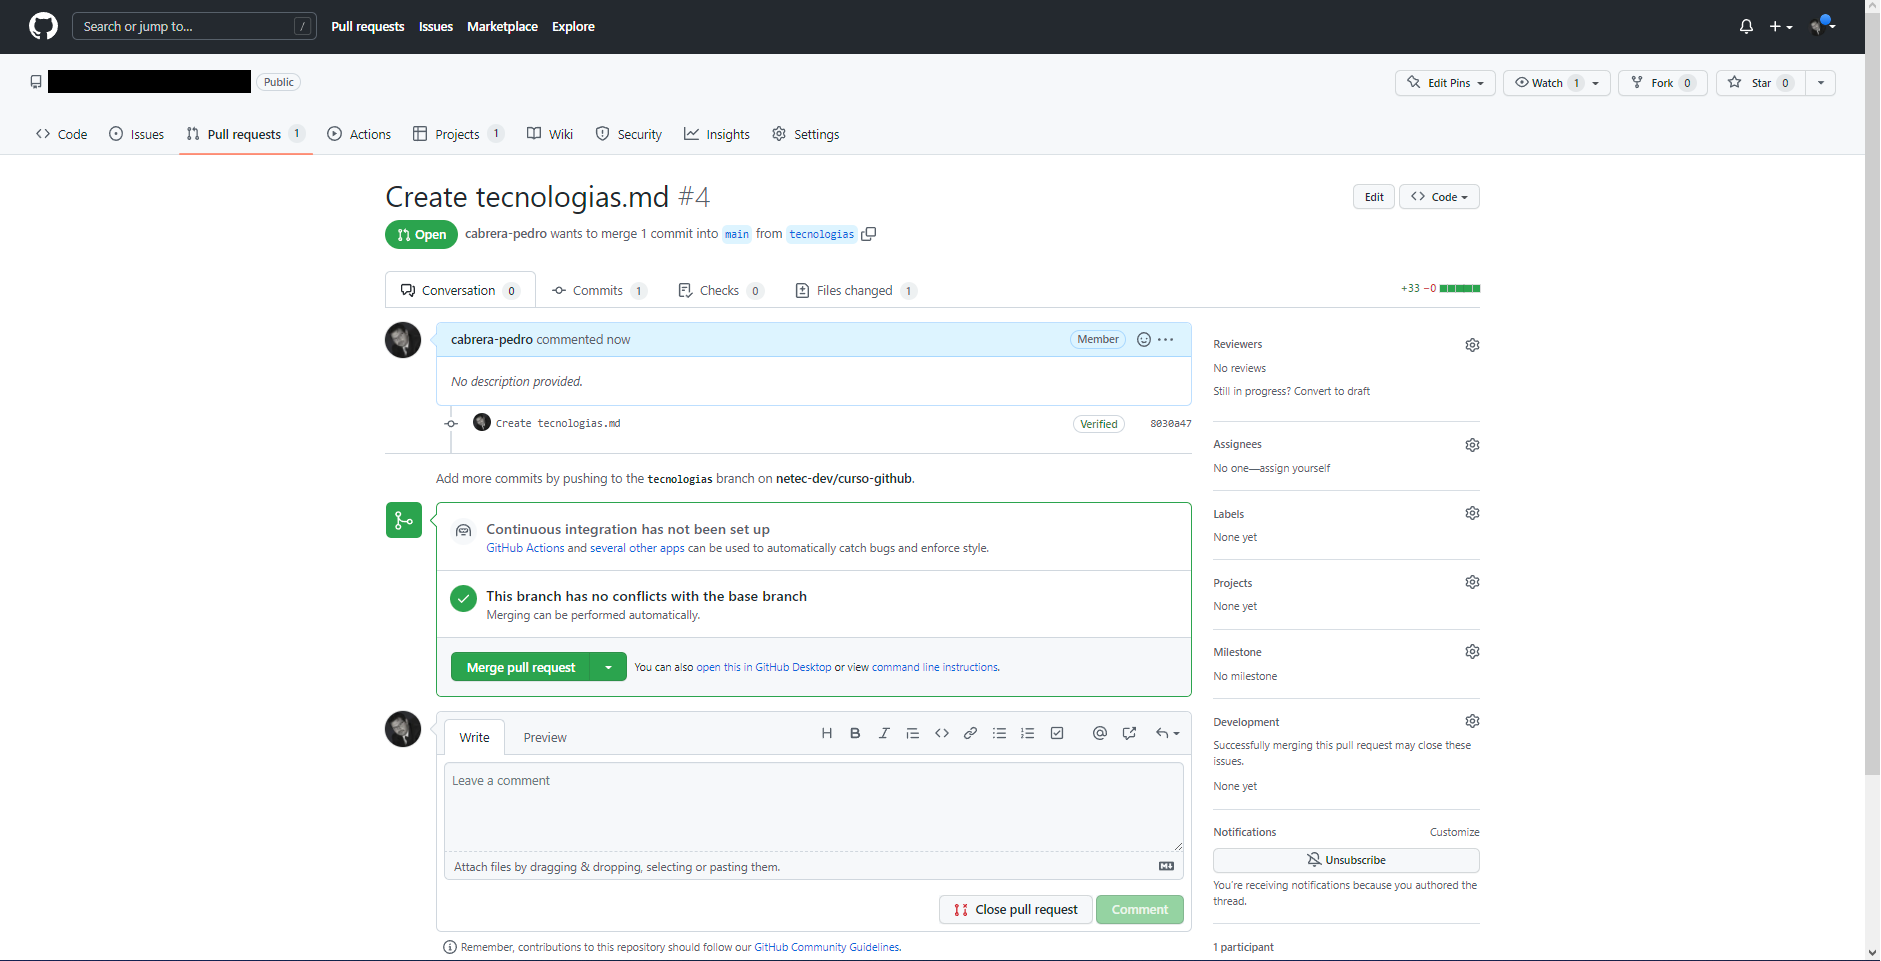 Search or jump to... /
Pull requests Issues Marketplace Explore
Public
Edit Pins Watch 1 Fork 0 Star 0
Code Issues Pull requests 1 Actions Projects 1 Wiki Security Insights Settings
Create tecnologias.md #4
Edit Code
Open cabrera-pedro wants to merge 1 commit into main from tecnologias
Conversation 0 Commits 1 Checks 0 Files changed 1
+33 −0
cabrera-pedro commented now
Member
No description provided.
Create tecnologias.md
Verified 8030a47
Add more commits by pushing to the tecnologias branch on netec-dev/curso-github.
Continuous integration has not been set up
GitHub Actions and several other apps can be used to automatically catch bugs and enforce style.
This branch has no conflicts with the base branch
Merging can be performed automatically.
Merge pull request You can also open this in GitHub Desktop or view command line instructions.
Write Preview
Leave a comment
Attach files by dragging & dropping, selecting or pasting them.
Close pull request Comment
Remember, contributions to this repository should follow our GitHub Community Guidelines.
Reviewers
No reviews
Still in progress? Convert to draft
Assignees
No one—assign yourself
Labels
None yet
Projects
None yet
Milestone
No milestone
Development
Successfully merging this pull request may close these
issues.
None yet
Notifications Customize
Unsubscribe
You're receiving notifications because you authored the
thread.
1 participant